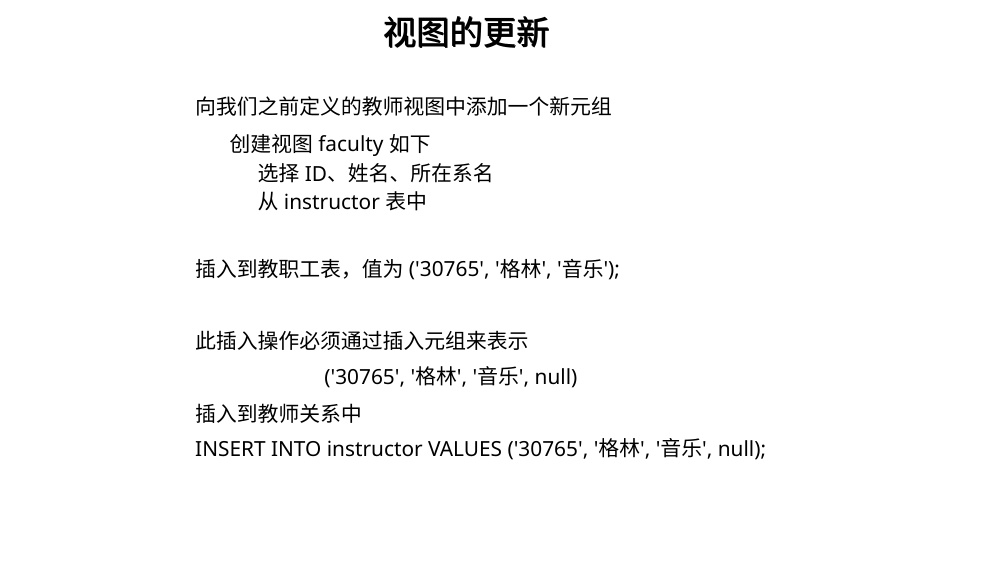 视图的更新
向我们之前定义的教师视图中添加一个新元组
创建视图 faculty 如下
选择 ID、姓名、所在系名
从 instructor 表中
插入到教职工表，值为 ('30765', '格林', '音乐');
此插入操作必须通过插入元组来表示
('30765', '格林', '音乐', null)
插入到教师关系中
INSERT INTO instructor VALUES ('30765', '格林', '音乐', null);